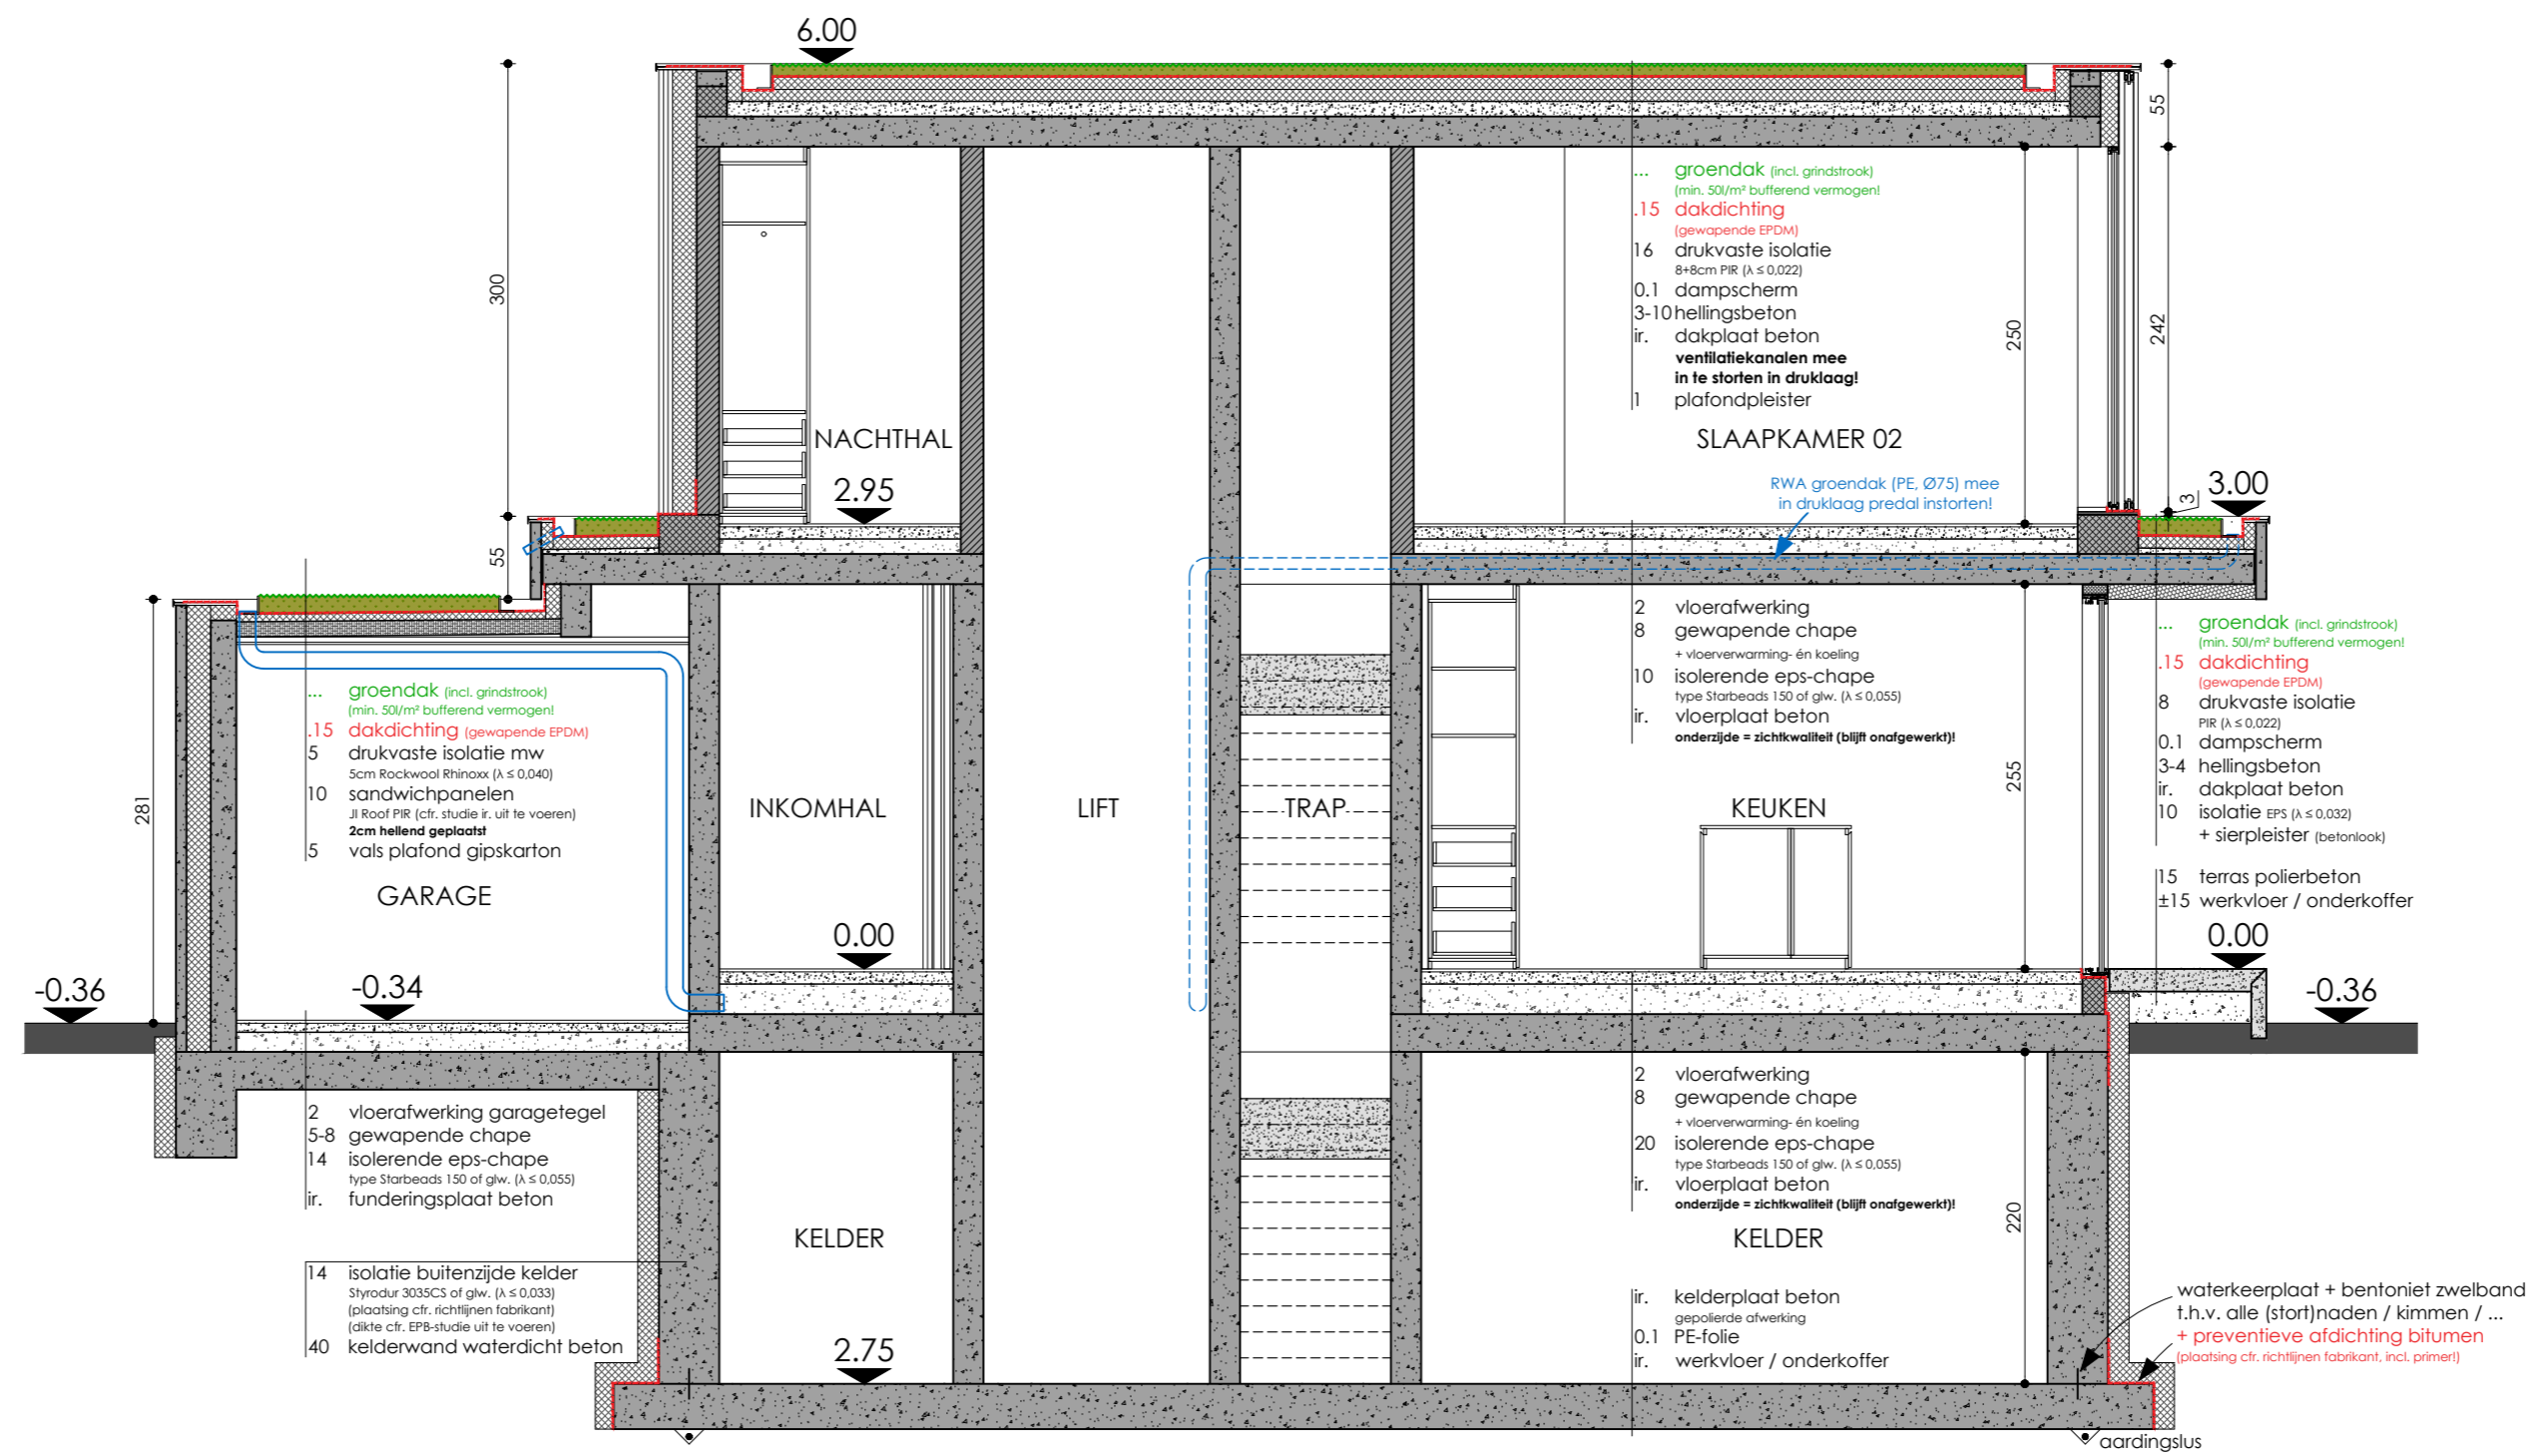 6.00
55
... groendak (incl. grindstrook)
(min. 50l/m² bufferend vermogen!
.15 dakdichting
(gewapende EPDM)
16 drukvaste isolatie
8+8cm PIR (λ ≤ 0,022)
0.1 dampscherm
3-10 hellingsbeton
ir. dakplaat beton
ventilatiekanalen mee
in te storten in druklaag!
1 plafondpleister
300
250
242
NACHTHAL
2.95
SLAAPKAMER 02
RWA groendak (PE, Ø75) mee
in druklaag predal instorten!
3
3.00
55
2 vloerafwerking
8 gewapende chape
+ vloerverwarming- én koeling
10 isolerende eps-chape
type Starbeads 150 of glw. (λ ≤ 0,055)
ir. vloerplaat beton
onderzijde = zichtkwaliteit (blijft onafgewerkt)!
... groendak (incl. grindstrook)
(min. 50l/m² bufferend vermogen!
.15 dakdichting
(gewapende EPDM)
8 drukvaste isolatie
PIR (λ ≤ 0,022)
0.1 dampscherm
3-4 hellingsbeton
ir. dakplaat beton
10 isolatie EPS (λ ≤ 0,032)
+ sierpleister (betonlook)
15 terras polierbeton
±15 werkvloer / onderkoffer
0.00
-0.36
... groendak (incl. grindstrook)
(min. 50l/m² bufferend vermogen!
.15 dakdichting (gewapende EPDM)
5 drukvaste isolatie mw
5cm Rockwool Rhinoxx (λ ≤ 0,040)
10 sandwichpanelen
JI Roof PIR (cfr. studie ir. uit te voeren)
2cm hellend geplaatst
5 vals plafond gipskarton
281
GARAGE
INKOMHAL
LIFT
TRAP
KEUKEN
255
0.00
-0.36
-0.34
2 vloerafwerking garagetegel
5-8 gewapende chape
14 isolerende eps-chape
type Starbeads 150 of glw. (λ ≤ 0,055)
ir. funderingsplaat beton
14 isolatie buitenzijde kelder
Styrodur 3035CS of glw. (λ ≤ 0,033)
(plaatsing cfr. richtlijnen fabrikant)
(dikte cfr. EPB-studie uit te voeren)
40 kelderwand waterdicht beton
KELDER
2.75
2 vloerafwerking
8 gewapende chape
+ vloerverwarming- én koeling
20 isolerende eps-chape
type Starbeads 150 of glw. (λ ≤ 0,055)
ir. vloerplaat beton
onderzijde = zichtkwaliteit (blijft onafgewerkt)!
220
KELDER
ir. kelderplaat beton
gepolierde afwerking
0.1 PE-folie
ir. werkvloer / onderkoffer
waterkeerplaat + bentoniet zwelband
t.h.v. alle (stort)naden / kimmen / ...
+ preventieve afdichting bitumen
(plaatsing cfr. richtlijnen fabrikant, incl. primer!)
aardingslus